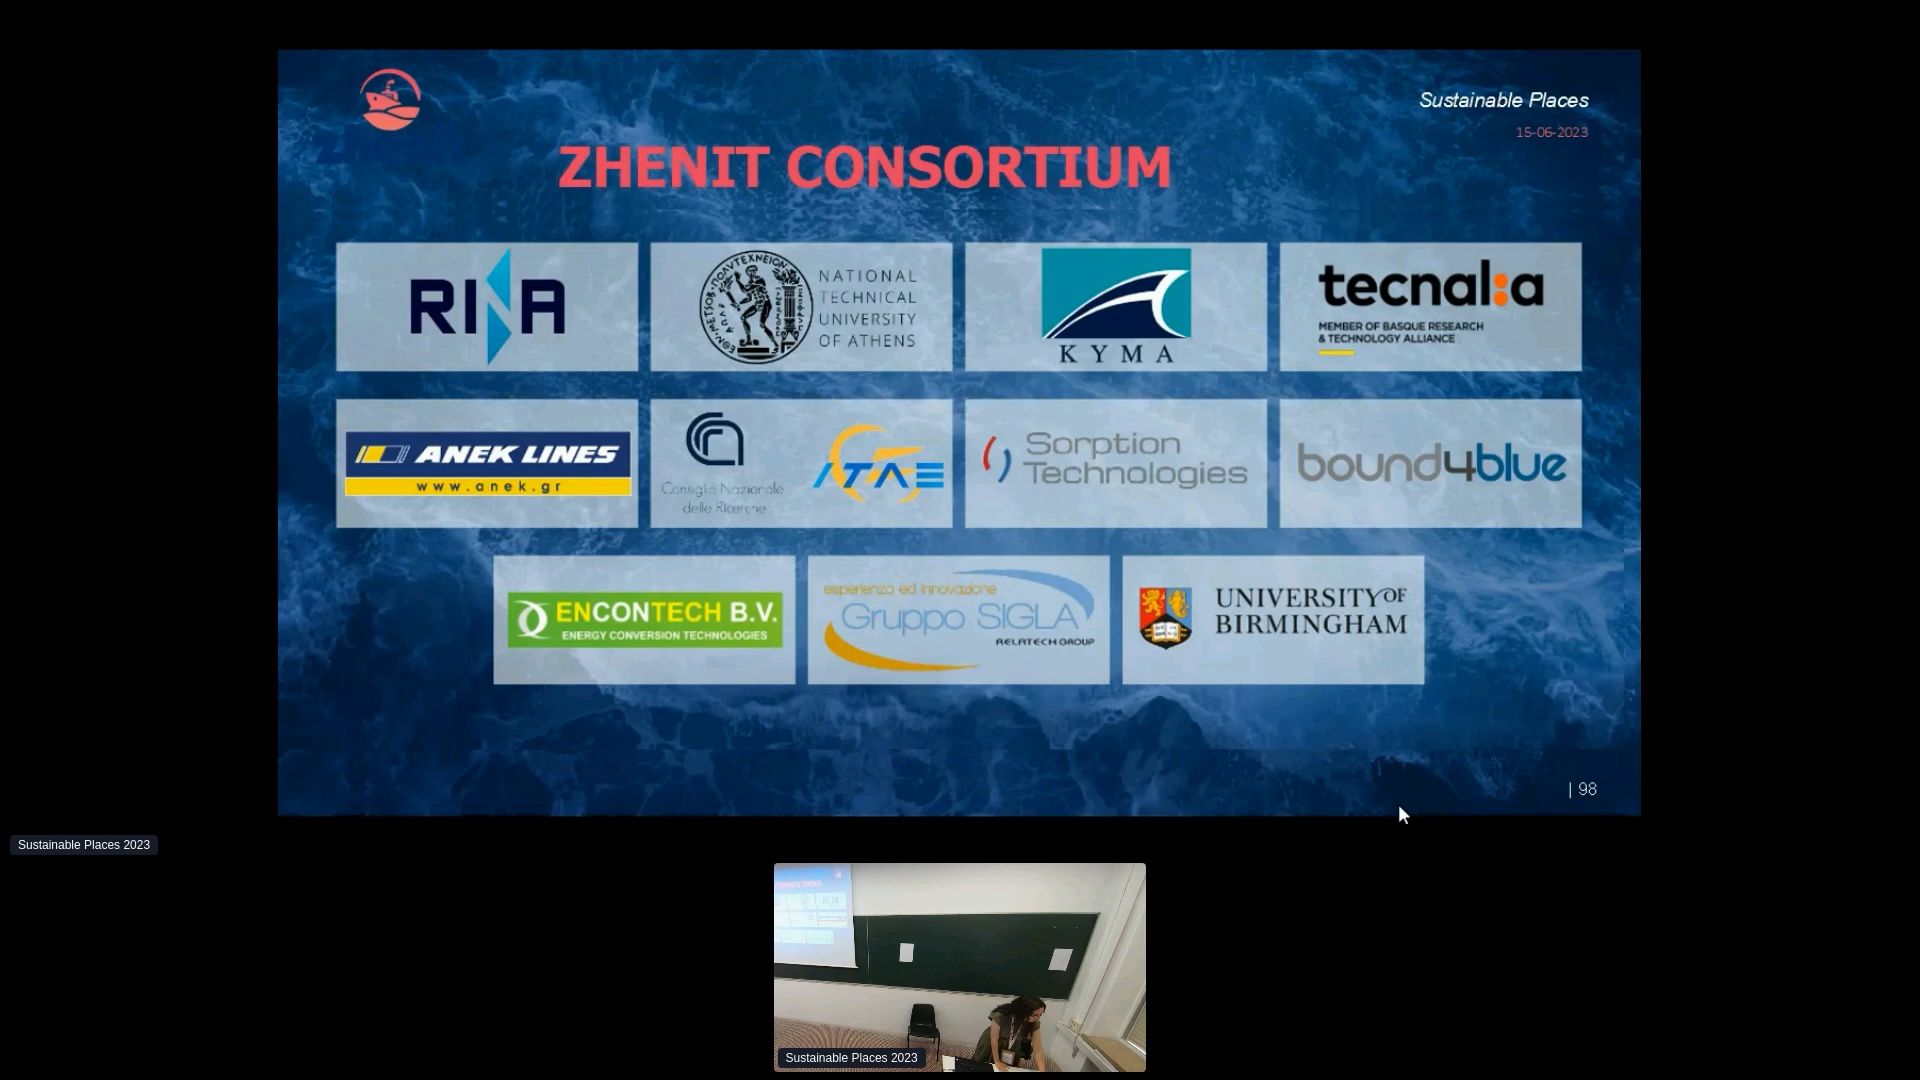 Sustainable Places
15-06-2023
ZHENIT CONSORTIUM
RINA
NATIONAL
TECHNICAL
UNIVERSITY
OF ATHENS
KYMA
tecnal:a
MEMBER OF BASQUE RESEARCH
& TECHNOLOGY ALLIANCE
ANEK LINES
www.anek.gr
Consiglio Nazionale
delle Ricerche
ITAE
Sorption
Technologies
bound4blue
ENCONTECH B.V.
ENERGY CONVERSION TECHNOLOGIES
esperienza ed innovazione
Gruppo SIGLA
RELATECH GROUP
UNIVERSITY OF
BIRMINGHAM
| 98
Sustainable Places 2023
Sustainable Places 2023